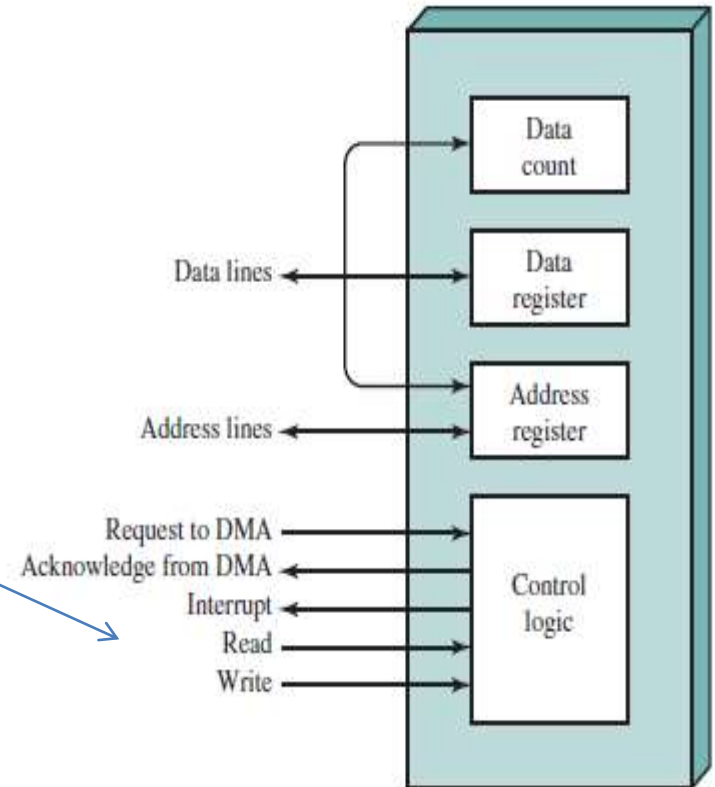 Data
count
Data lines
Data
register
Address lines
Address
register
Request to DMA
Acknowledge from DMA
Interrupt
Read
Write
Control
logic